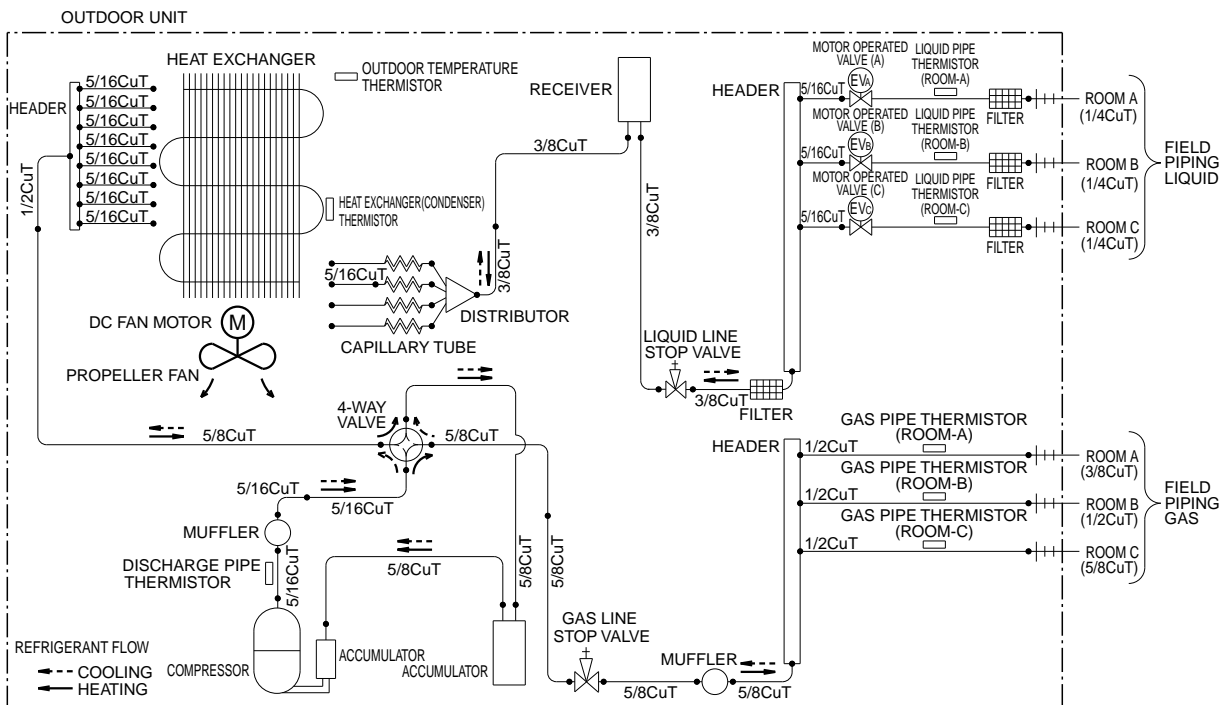 OUTDOOR UNIT
HEAT EXCHANGER
HEADER
5/16CuT
5/16CuT
5/16CuT
5/16CuT
5/16CuT
5/16CuT
5/16CuT
5/16CuT
1/2CuT
OUTDOOR TEMPERATURE
THERMISTOR
HEAT EXCHANGER(CONDENSER)
THERMISTOR
DC FAN MOTOR
M
PROPELLER FAN
5/16CuT
CAPILLARY TUBE
DISTRIBUTOR
3/8CuT
3/8CuT
RECEIVER
3/8CuT
LIQUID LINE
STOP VALVE
3/8CuT
FILTER
HEADER
MOTOR OPERATED
VALVE (A)
EVA
5/16CuT
LIQUID PIPE
THERMISTOR
(ROOM-A)
FILTER
ROOM A
(1/4CuT)
MOTOR OPERATED
VALVE (B)
EVB
5/16CuT
LIQUID PIPE
THERMISTOR
(ROOM-B)
FILTER
ROOM B
(1/4CuT)
MOTOR OPERATED
VALVE (C)
EVC
5/16CuT
LIQUID PIPE
THERMISTOR
(ROOM-C)
FILTER
ROOM C
(1/4CuT)
FIELD
PIPING
LIQUID
4-WAY
VALVE
5/8CuT
5/8CuT
5/16CuT
5/16CuT
MUFFLER
DISCHARGE PIPE
THERMISTOR
5/16CuT
COMPRESSOR
ACCUMULATOR
ACCUMULATOR
5/8CuT
5/8CuT
5/8CuT
GAS LINE
STOP VALVE
5/8CuT
MUFFLER
5/8CuT
HEADER
1/2CuT
GAS PIPE THERMISTOR
(ROOM-A)
ROOM A
(3/8CuT)
1/2CuT
GAS PIPE THERMISTOR
(ROOM-B)
ROOM B
(1/2CuT)
1/2CuT
GAS PIPE THERMISTOR
(ROOM-C)
ROOM C
(5/8CuT)
FIELD
PIPING
GAS
REFRIGERANT FLOW
COOLING
HEATING